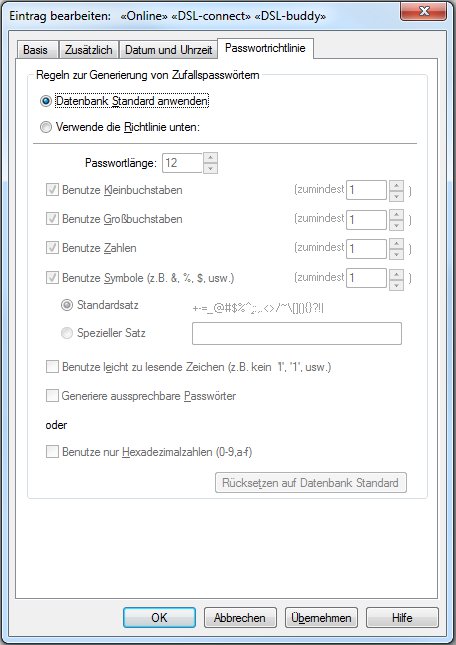 Eintrag bearbeiten: «Online» «DSL-connect» «DSL-buddy»
Basis Zusätzlich Datum und Uhrzeit Passwortrichtlinie
Regeln zur Generierung von Zufallspasswörtern
Datenbank Standard anwenden
Verwende die Richtlinie unten:
Passwortlänge: 12
Benutze Kleinbuchstaben (zumindest 1 )
Benutze Großbuchstaben (zumindest 1 )
Benutze Zahlen (zumindest 1 )
Benutze Symbole (z.B. &, %, $, usw.) (zumindest 1 )
Standardsatz +-=_@#$%^;:,.<>/~\[](){}?!|
Spezieller Satz
Benutze leicht zu lesende Zeichen (z.B. kein 'l', '1', usw.)
Generiere aussprechbare Passwörter
oder
Benutze nur Hexadezimalzahlen (0-9,a-f)
Rücksetzen auf Datenbank Standard
OK Abbrechen Übernehmen Hilfe